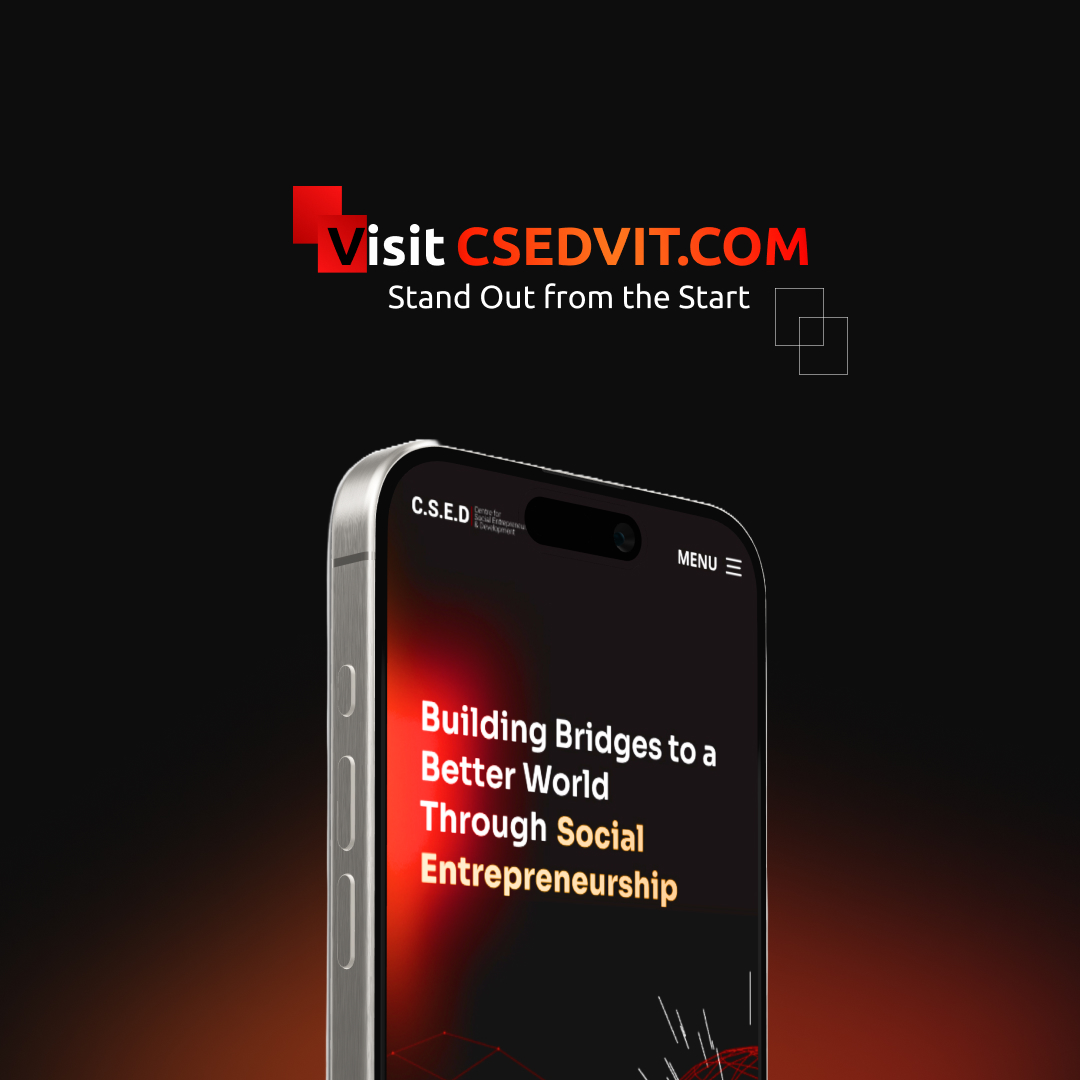 Visit CSEDVIT.COM
Stand Out from the Start
C.S.E.D
Centre for
Social Entrepreneu
& Development
MENU
Building Bridges to a
Better World
Through Social
Entrepreneurship